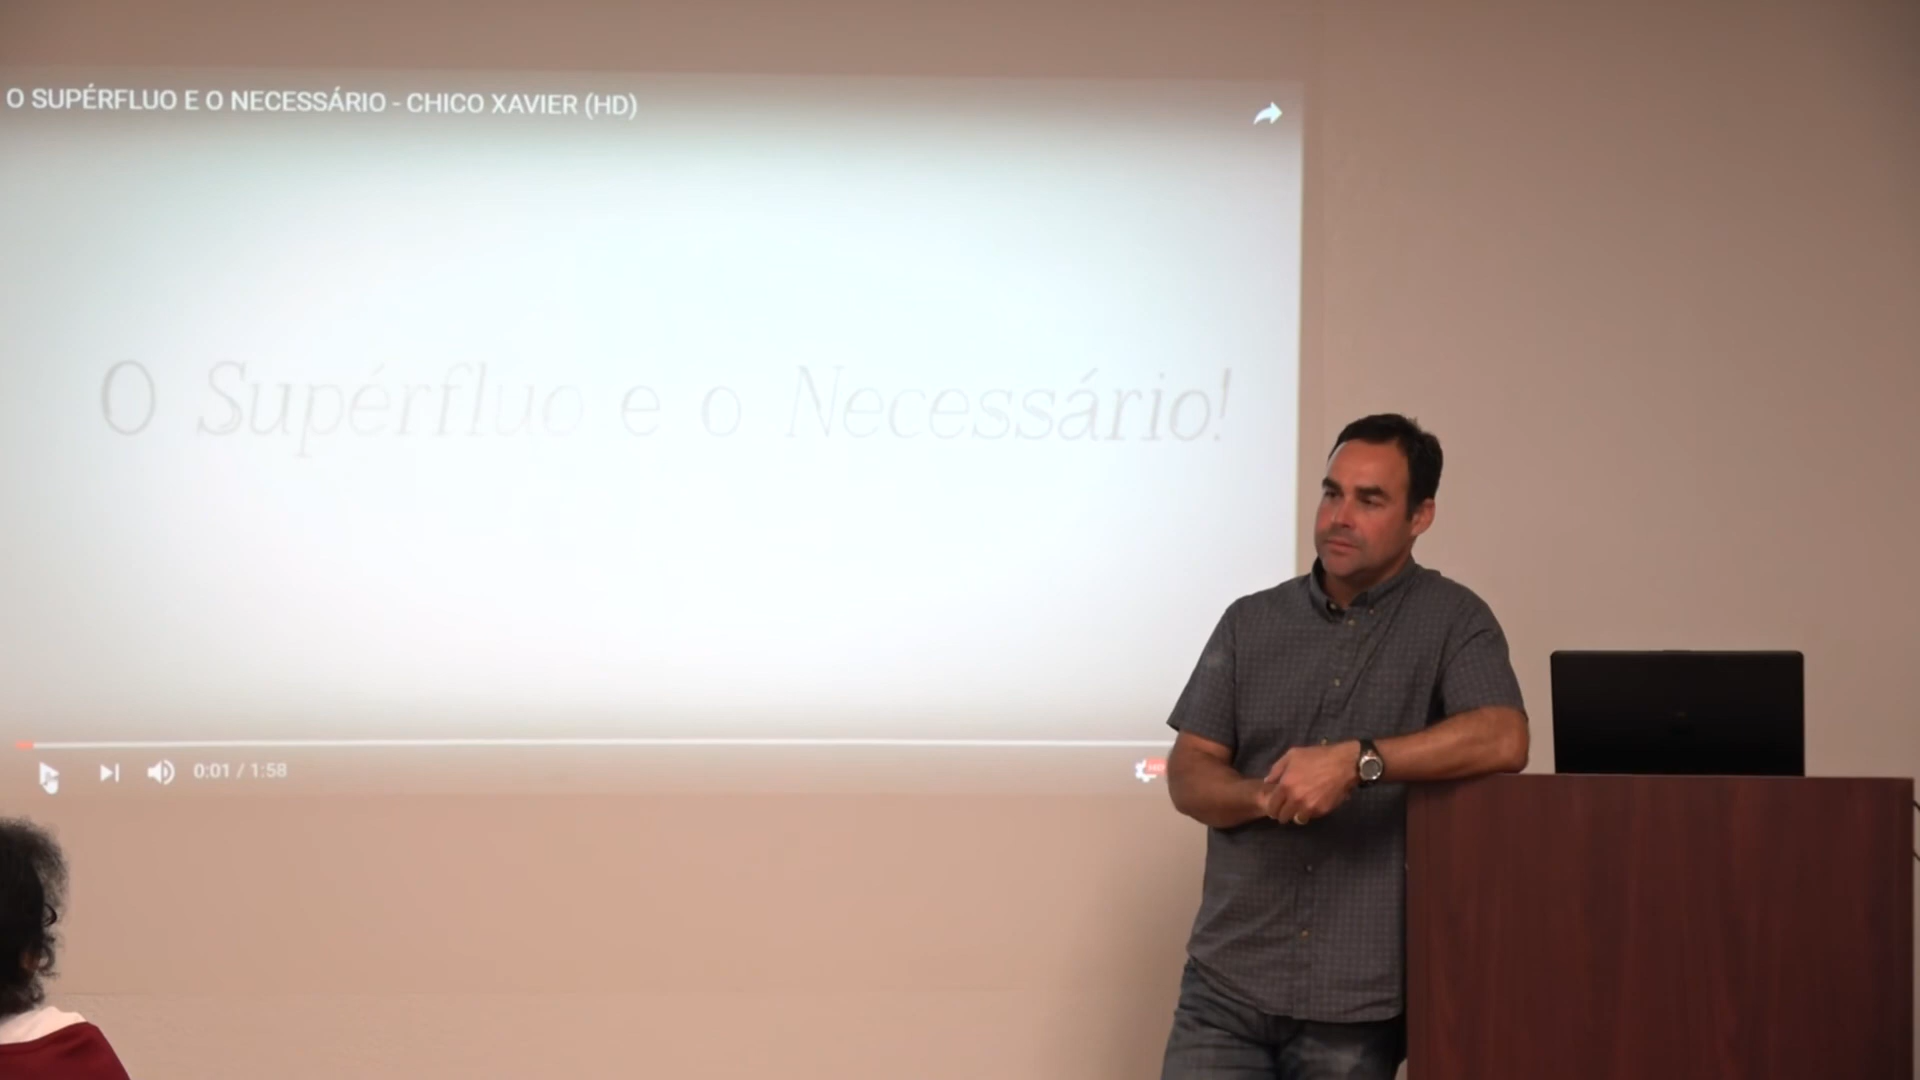 O SUPÉRFLUO E O NECESSÁRIO - CHICO XAVIER (HD)
O Supérfluo e o Necessário!
0:01 / 1:58